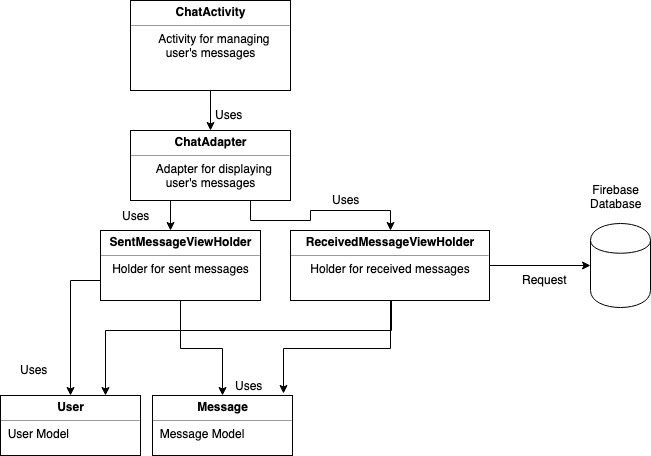 ChatActivity
Activity for managing
user's messages
Uses
ChatAdapter
Adapter for displaying
user's messages
Uses
Uses
Firebase
Database
SentMessageViewHolder
Holder for sent messages
ReceivedMessageViewHolder
Holder for received messages
Request
Uses
Uses
User
User Model
Message
Message Model